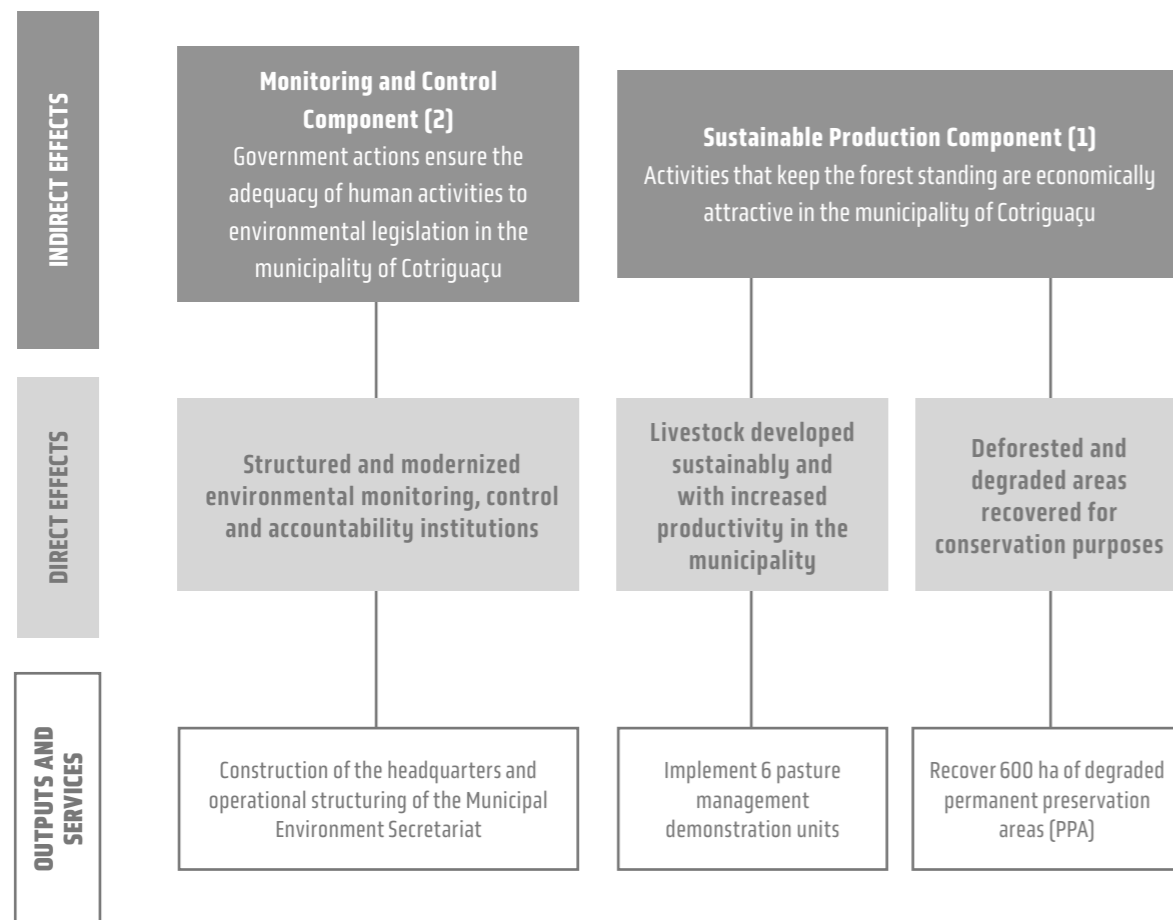 INDIRECT EFFECTS
Monitoring and Control
Component (2)
Government actions ensure the
adequacy of human activities to
environmental legislation in the
municipality of Cotriguaçu
Sustainable Production Component (1)
Activities that keep the forest standing are economically
attractive in the municipality of Cotriguaçu
DIRECT EFFECTS
Structured and modernized
environmental monitoring, control
and accountability institutions
Livestock developed
sustainably and
with increased
productivity in the
municipality
Deforested and
degraded areas
recovered for
conservation purposes
OUTPUTS AND
SERVICES
Construction of the headquarters and
operational structuring of the Municipal
Environment Secretariat
Implement 6 pasture
management
demonstration units
Recover 600 ha of degraded
permanent preservation
areas (PPA)